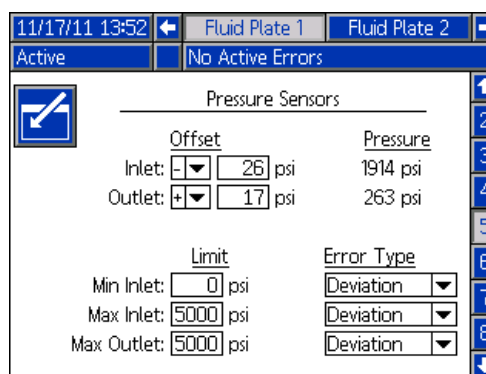 11/17/11 13:52 Fluid Plate 1 Fluid Plate 2
Active No Active Errors
Pressure Sensors
Offset Pressure
Inlet: - 26 psi 1914 psi
Outlet: + 17 psi 263 psi
Limit Error Type
Min Inlet: 0 psi Deviation
Max Inlet: 5000 psi Deviation
Max Outlet: 5000 psi Deviation
2
3
4
5
6
7
8